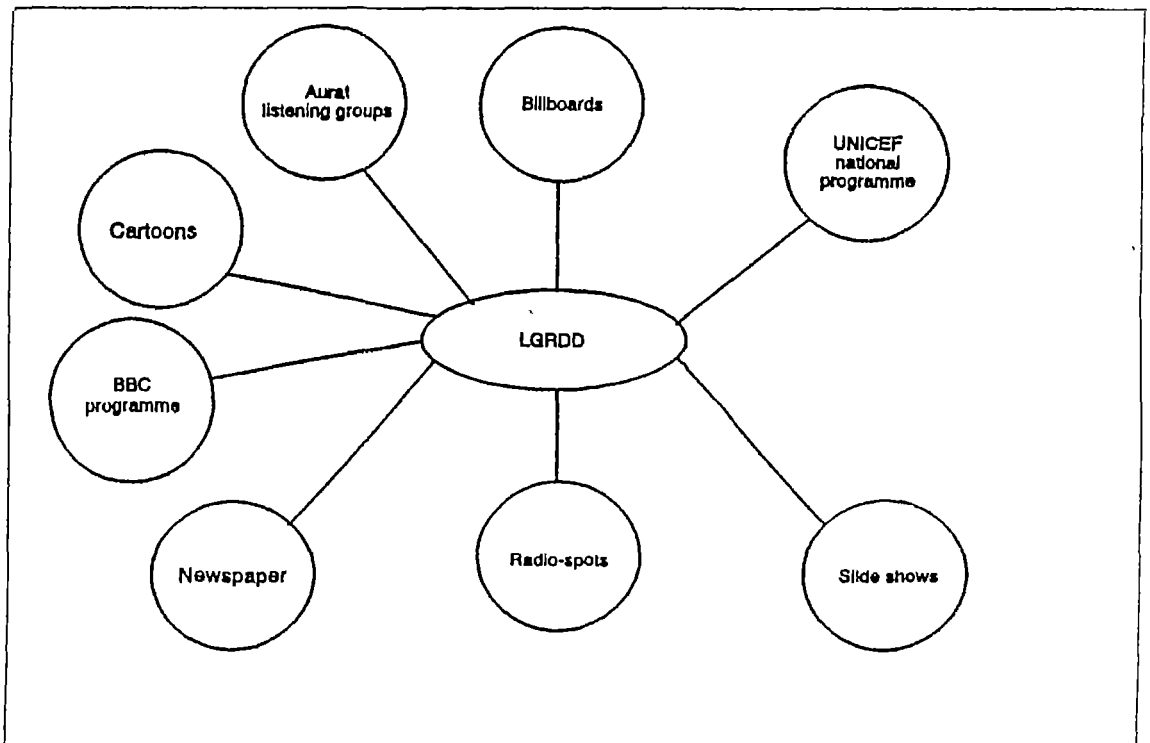 Aurat
listening groups
Billboards
UNICEF
national
programme
Cartoons
LGRDD
BBC
programme
Newspaper
Radio-spots
Slide shows